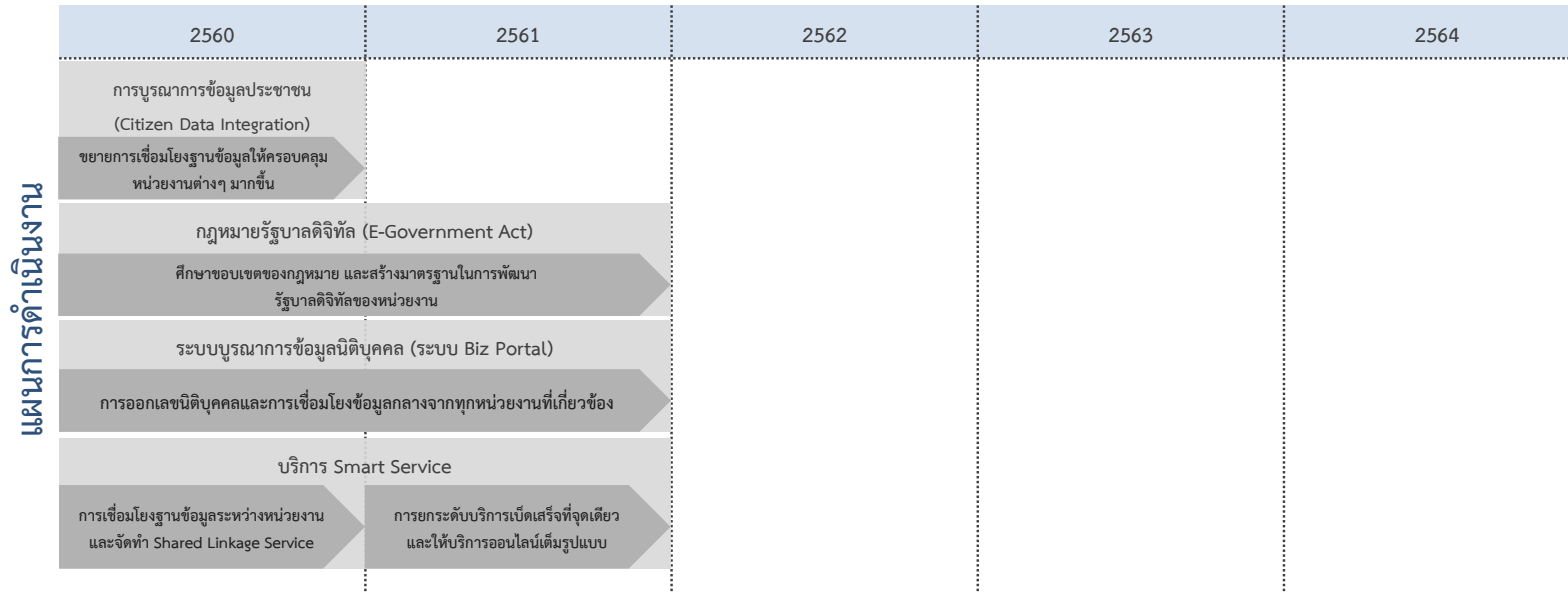 2560 2561 2562 2563 2564
แผนการดำเนินงาน
การบูรณาการข้อมูลประชาชน
(Citizen Data Integration)
ขยายการเชื่อมโยงฐานข้อมูลให้ครอบคลุม
หน่วยงานต่างๆ มากขึ้น
กฎหมายรัฐบาลดิจิทัล (E-Government Act)
ศึกษาขอบเขตของกฎหมาย และสร้างมาตรฐานในการพัฒนา
รัฐบาลดิจิทัลของหน่วยงาน
ระบบบูรณาการข้อมูลนิติบุคคล (ระบบ Biz Portal)
การออกเลขนิติบุคคลและการเชื่อมโยงข้อมูลกลางจากทุกหน่วยงานที่เกี่ยวข้อง
บริการ Smart Service
การเชื่อมโยงฐานข้อมูลระหว่างหน่วยงาน
และจัดทำ Shared Linkage Service
การยกระดับบริการเบ็ดเสร็จที่จุดเดียว
และให้บริการออนไลน์เต็มรูปแบบ